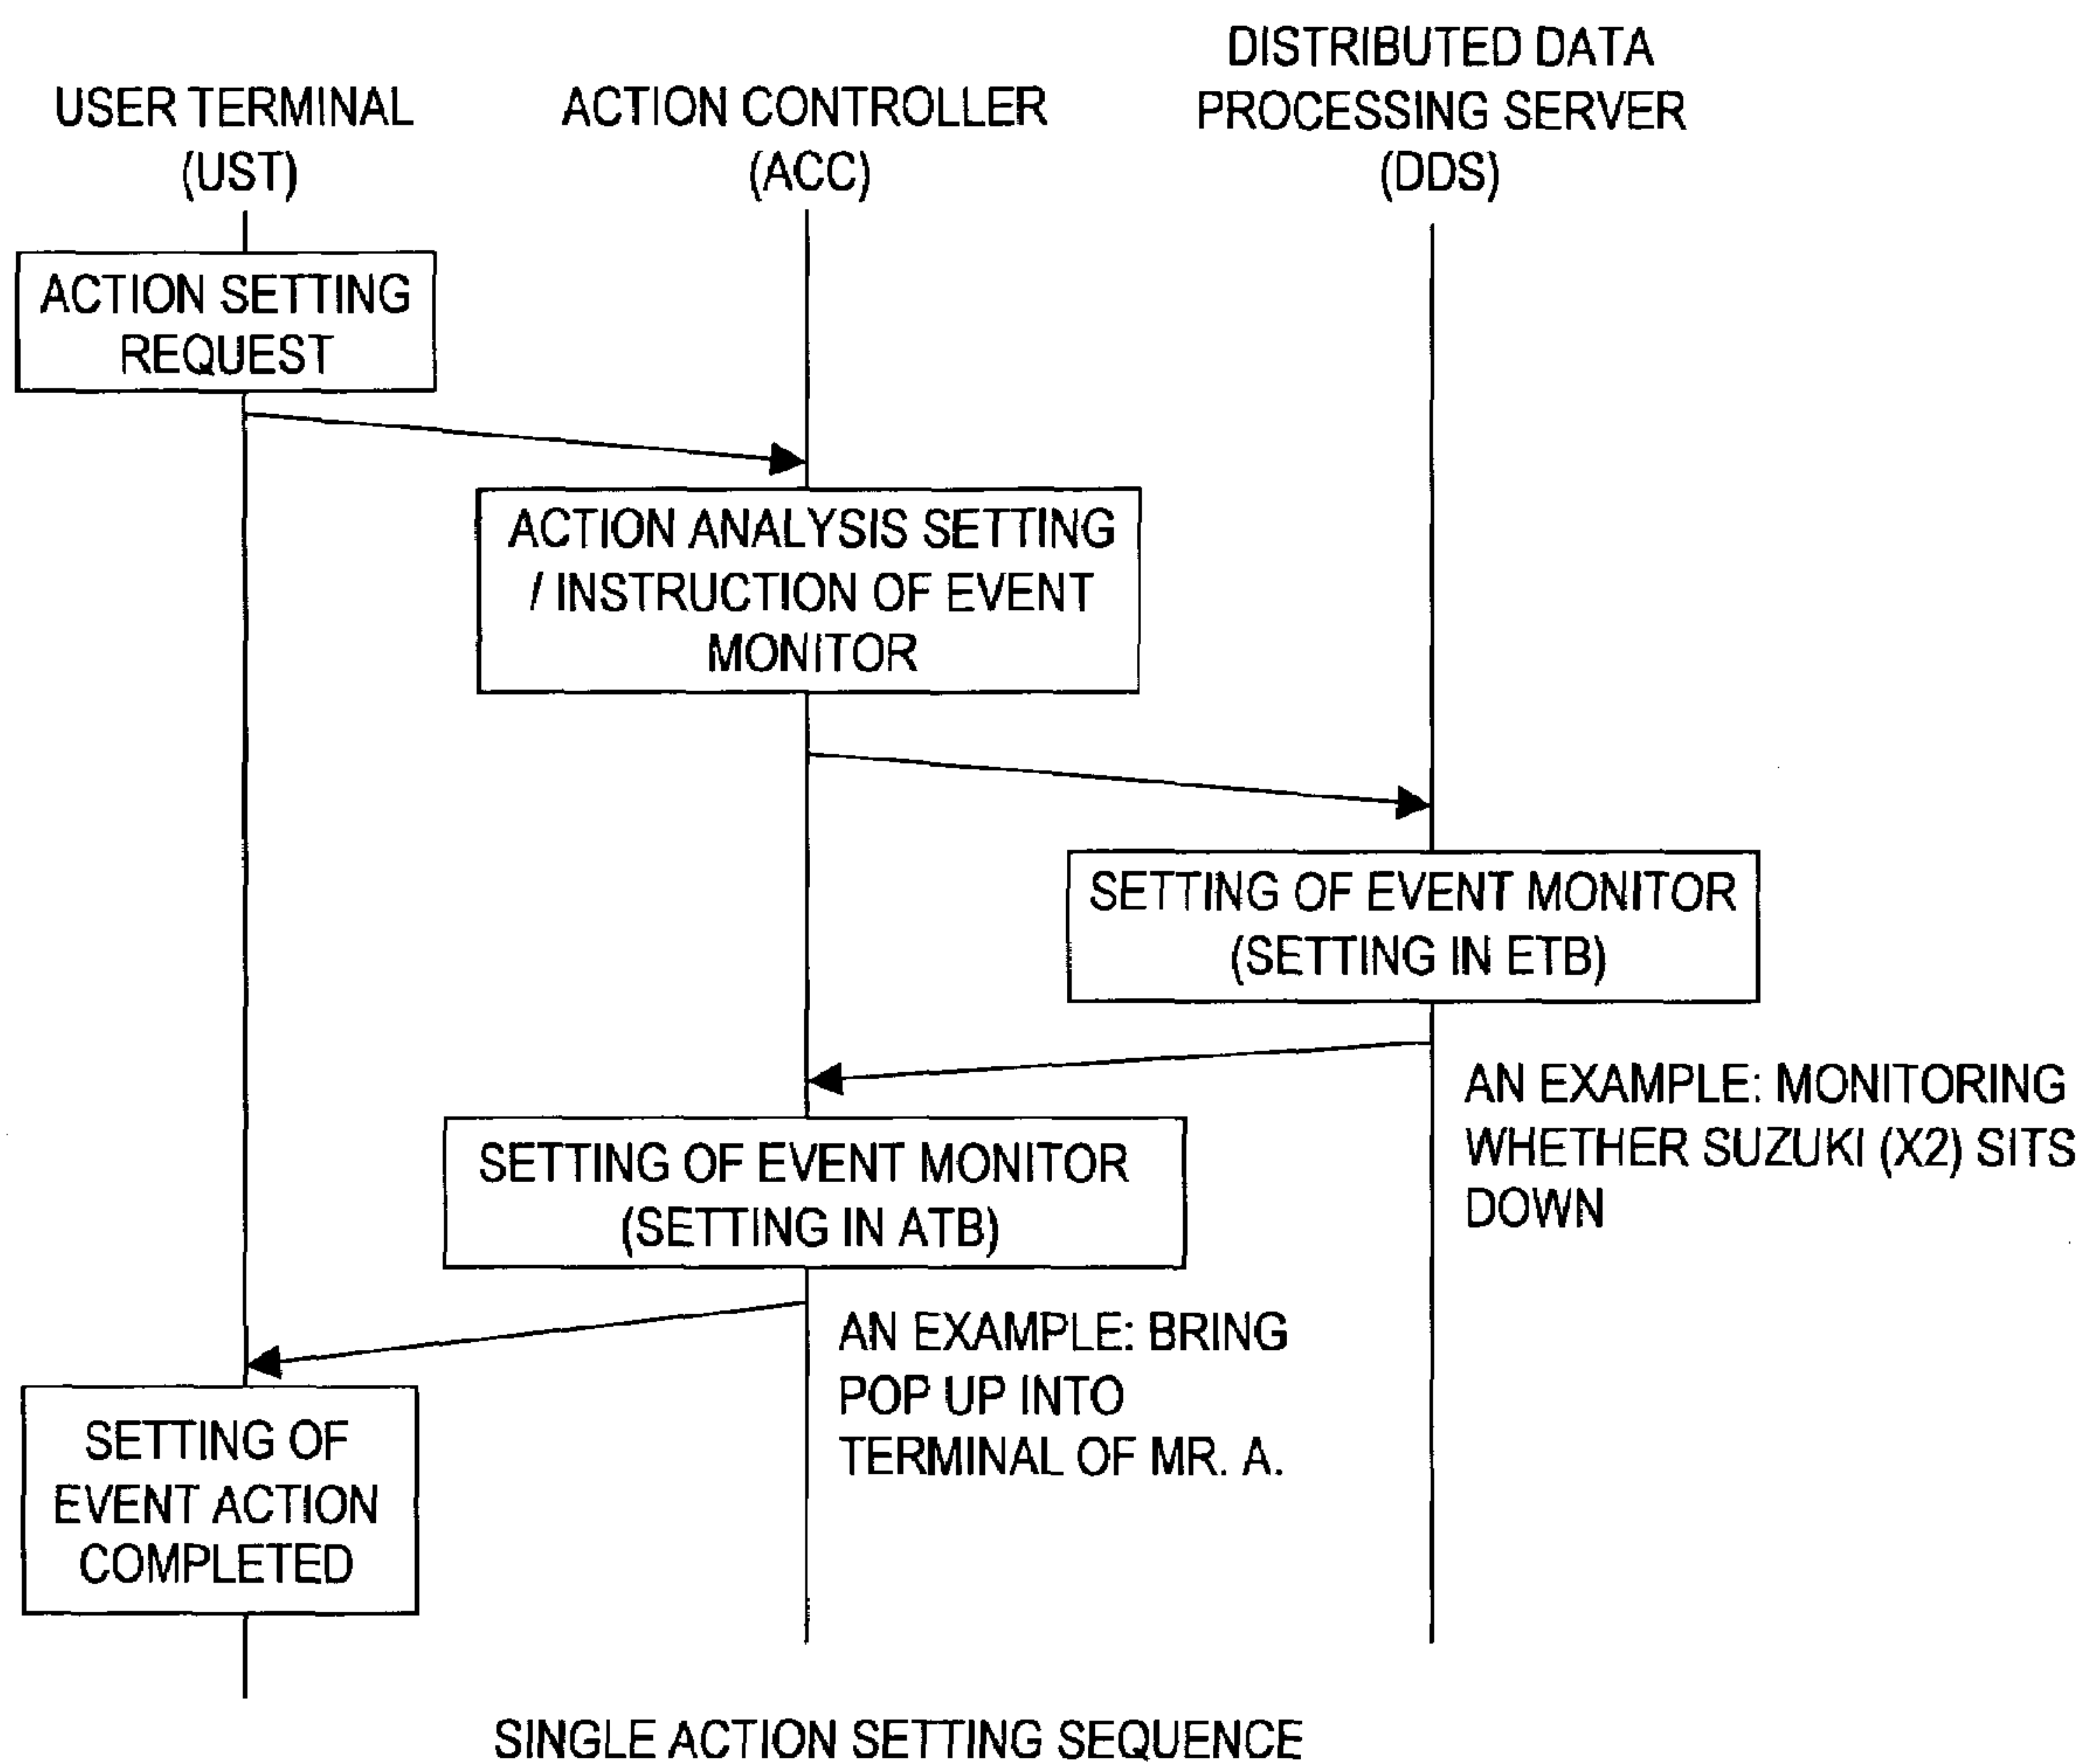 USER TERMINAL
(UST)
ACTION CONTROLLER
(ACC)
DISTRIBUTED DATA
PROCESSING SERVER
(DDS)
ACTION SETTING
REQUEST
ACTION ANALYSIS SETTING
/ INSTRUCTION OF EVENT
MONITOR
SETTING OF EVENT MONITOR
(SETTING IN ETB)
AN EXAMPLE: MONITORING
WHETHER SUZUKI (X2) SITS
DOWN
SETTING OF EVENT MONITOR
(SETTING IN ATB)
AN EXAMPLE: BRING
POP UP INTO
TERMINAL OF MR. A.
SETTING OF
EVENT ACTION
COMPLETED
SINGLE ACTION SETTING SEQUENCE